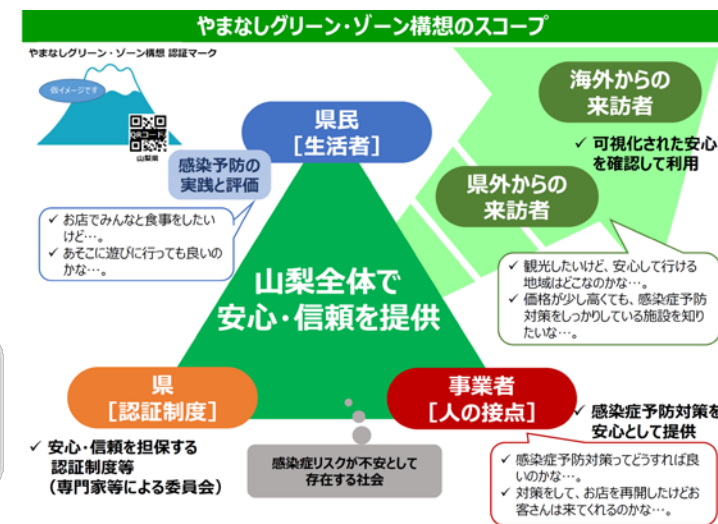 やまなしグリーン・ゾーン構想のスコープ
やまなしグリーン・ゾーン構想 認証マーク
仮イメージです
QRコード
山梨県
県民
[生活者]
感染予防の
実践と評価
✓ お店でみんなと食事をしたい
けど…。
✓ あそこに遊びに行っても良いの
かな…。
海外からの
来訪者
✓ 可視化された安心
を確認して利用
県外からの
来訪者
✓ 観光したいけど、安心して行ける
地域はどこなのかな…。
✓ 価格が少し高くても、感染症予防
対策をしっかりしている施設を知り
たいな…。
山梨全体で
安心・信頼を提供
県
[認証制度]
✓ 安心・信頼を担保する
認証制度等
(専門家等による委員会)
感染症リスクが不安として
存在する社会
事業者
[人の接点]
✓ 感染症予防対策を
安心として提供
✓ 感染症予防対策ってどうすれば良
いのかな…。
✓ 対策をして、お店を再開したけどお
客さんは来てくれるのかな…。